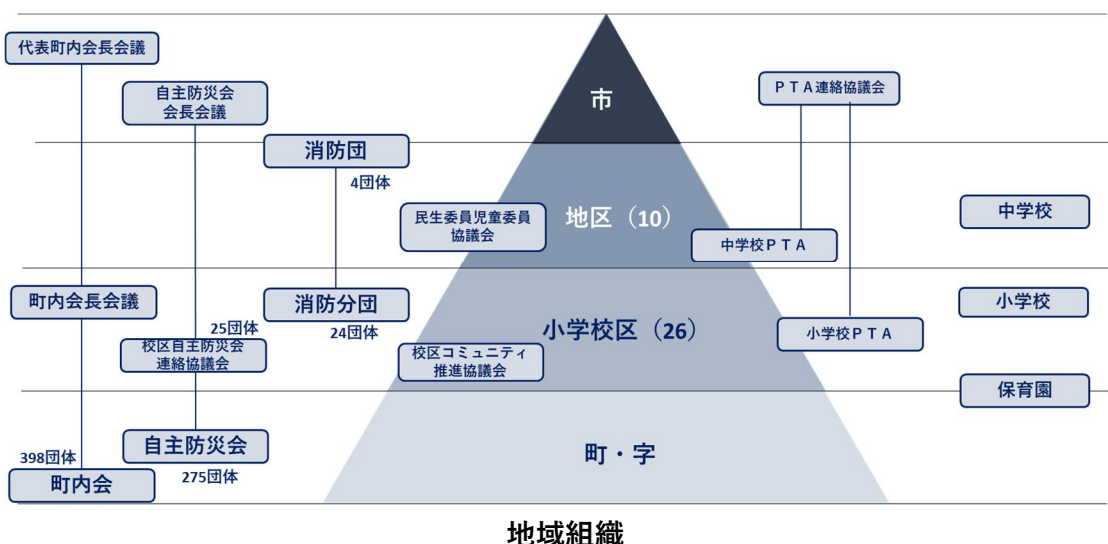 代表町内会長会議
自主防災会
会長会議
市
ＰＴＡ連絡協議会
消防団
4団体
民生委員児童委員
協議会
地区（10）
中学校ＰＴＡ
中学校
町内会長会議
消防分団
24団体
小学校区（26）
小学校ＰＴＡ
小学校
25団体
校区自主防災会
連絡協議会
校区コミュニティ
推進協議会
保育園
自主防災会
275団体
398団体
町内会
町・字
地域組織